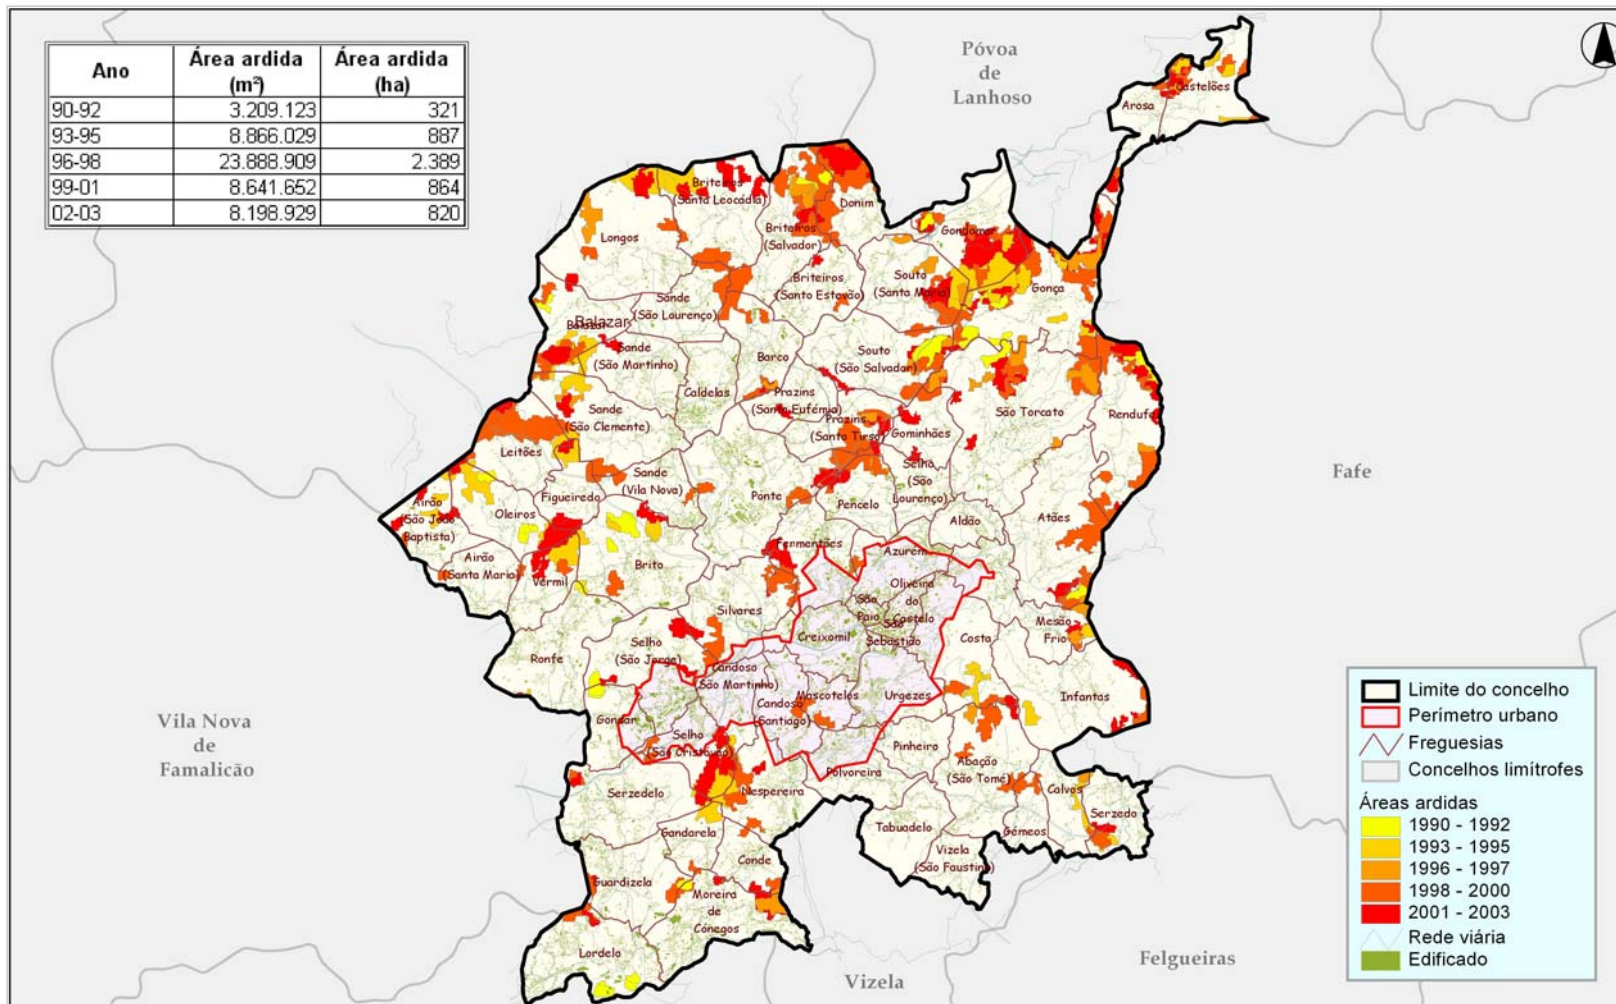 Ano
Área ardida
(m²)
Área ardida
(ha)
90-92 3.209.123 321
93-95 8.866.029 887
96-98 23.888.909 2.389
99-01 8.641.652 864
02-03 8.198.929 820
Póvoa
de
Lanhoso
Castelões
Arosa
Briteiros
(Santa Leocádia)
Donim
Longos
Briteiros
(Salvador)
Gondomar
Briteiros
(Santo Estevão)
Souto
(Santa Maria)
Gonça
Sande
(São Lourenço)
Balazar
Balazar
Sande
(São Martinho)
Barco
Souto
(São Salvador)
Caldelas
Prazins
(Santa Eufémia)
Sande
(São Clemente)
Prazins
(Santo Tirso)
Gominhães
São Torcato
Rendufe
Leitões
Selho
(São
Lourenço)
Fafe
Sande
(Vila Nova)
Figueiredo
Ponte
Pencelo
Airão
(São João
Baptista)
Oleiros
Aldão
Atães
Airão
(Santa Maria)
Vermil
Brito
Fermentões
Azurém
Oliveira
do
Castelo
São
Paio
São
Sebastião
Silvares
Creixomil
Costa
Mesão
Frio
Ronfe
Selho
(São Jorge)
Candoso
(São Martinho)
Mascotelos
Urgezes
Infantas
Candoso
(Santiago)
Gondar
Selho
(São Cristóvão)
Pinheiro
Abação
(São Tomé)
Polvoreira
Vila Nova
de
Famalicão
Serzedelo
Nespereira
Calvos
Serzedo
Gandarela
Tabuadelo
Gémeos
Conde
Vizela
(São Faustino)
Guardizela
Moreira
de
Cónegos
Lordelo
Vizela
Felgueiras
Limite do concelho
Perímetro urbano
Freguesias
Concelhos limítrofes
Áreas ardidas
1990 - 1992
1993 - 1995
1996 - 1997
1998 - 2000
2001 - 2003
Rede viária
Edificado